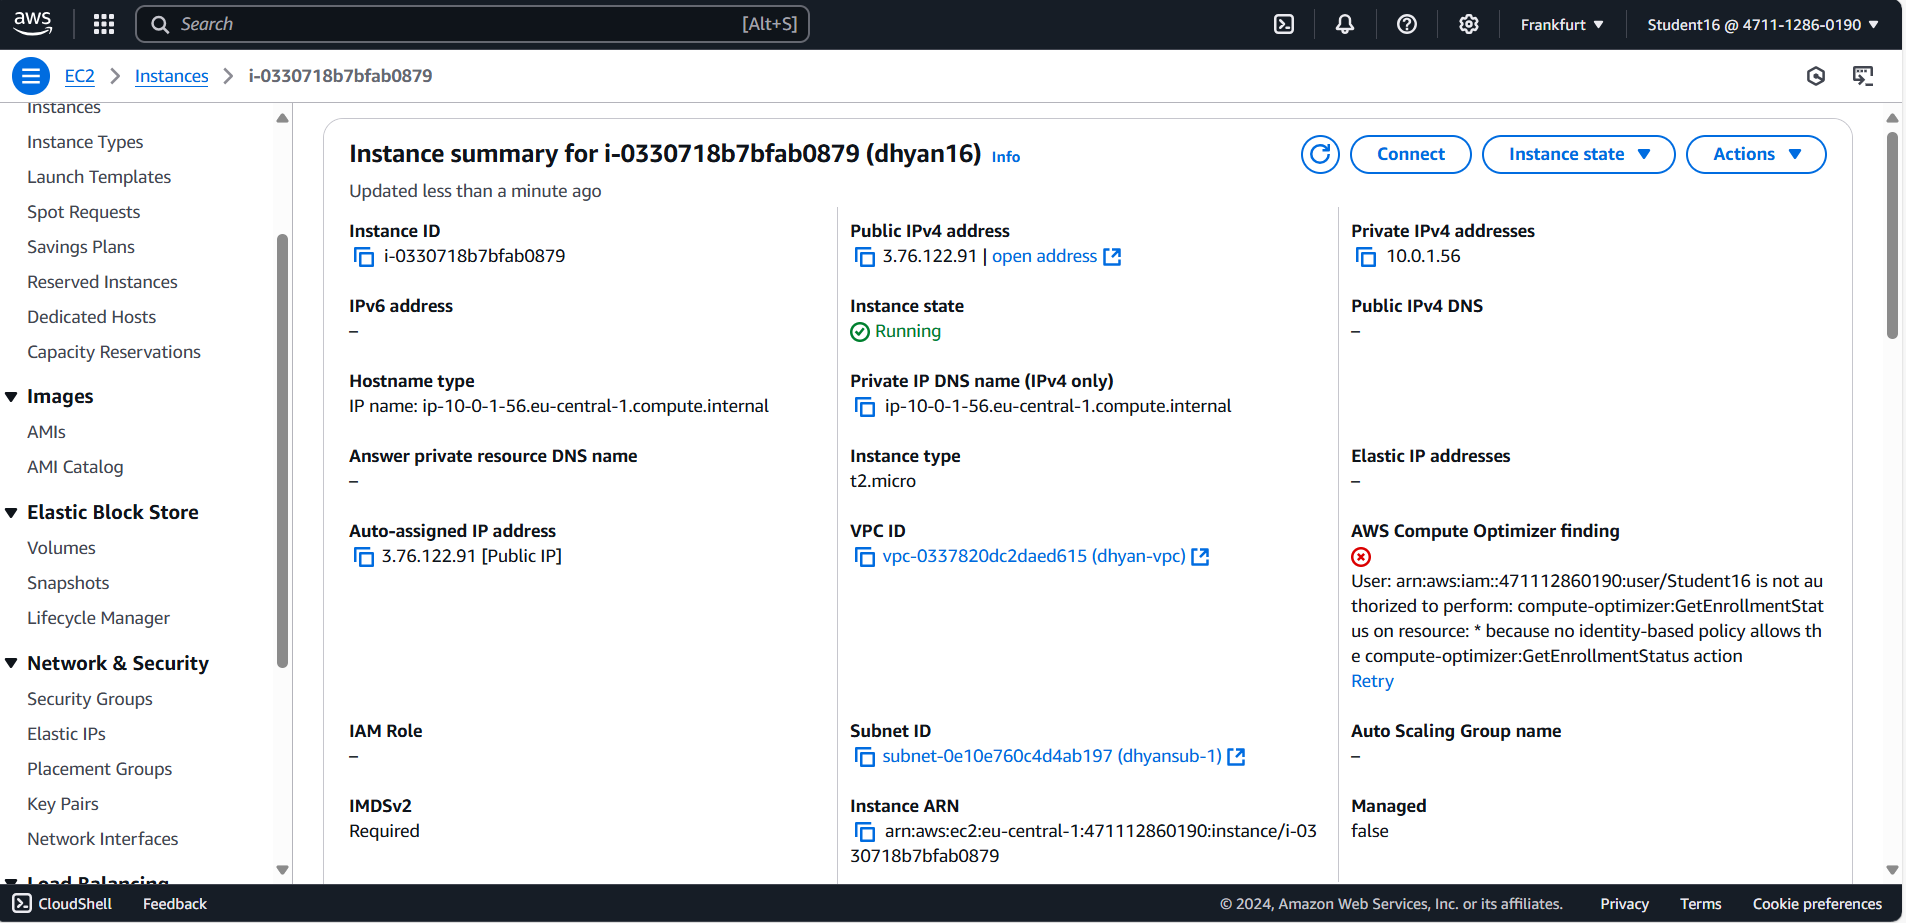 aws
Search
[Alt+S]
Frankfurt
Student16 @ 4711-1286-0190
EC2
Instances
i-0330718b7bfab0879
Instances
Instance Types
Launch Templates
Spot Requests
Savings Plans
Reserved Instances
Dedicated Hosts
Capacity Reservations
Images
AMIs
AMI Catalog
Elastic Block Store
Volumes
Snapshots
Lifecycle Manager
Network & Security
Security Groups
Elastic IPs
Placement Groups
Key Pairs
Network Interfaces
Load Balancing
Instance summary for i-0330718b7bfab0879 (dhyan16) Info
Connect
Instance state
Actions
Updated less than a minute ago
Instance ID
i-0330718b7bfab0879
Public IPv4 address
3.76.122.91 | open address
Private IPv4 addresses
10.0.1.56
IPv6 address
–
Instance state
Running
Public IPv4 DNS
–
Hostname type
IP name: ip-10-0-1-56.eu-central-1.compute.internal
Private IP DNS name (IPv4 only)
ip-10-0-1-56.eu-central-1.compute.internal
Answer private resource DNS name
–
Instance type
t2.micro
Elastic IP addresses
–
Auto-assigned IP address
3.76.122.91 [Public IP]
VPC ID
vpc-0337820dc2daed615 (dhyan-vpc)
AWS Compute Optimizer finding
User: arn:aws:iam::471112860190:user/Student16 is not au
thorized to perform: compute-optimizer:GetEnrollmentStat
us on resource: * because no identity-based policy allows th
e compute-optimizer:GetEnrollmentStatus action
Retry
IAM Role
–
Subnet ID
subnet-0e10e760c4d4ab197 (dhyansub-1)
Auto Scaling Group name
–
IMDSv2
Required
Instance ARN
arn:aws:ec2:eu-central-1:471112860190:instance/i-03
30718b7bfab0879
Managed
false
CloudShell
Feedback
© 2024, Amazon Web Services, Inc. or its affiliates.
Privacy
Terms
Cookie preferences